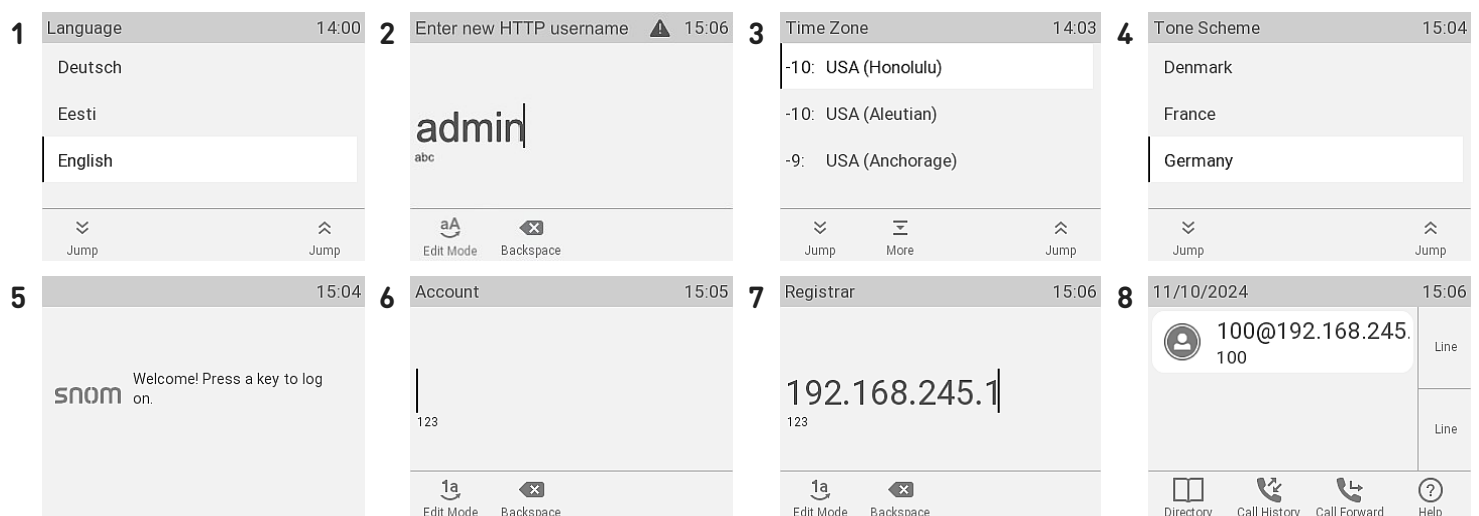 1
Language 14:00
Deutsch
Eesti
English
Jump Jump
2
Enter new HTTP username 15:06
admin
abc
aA
Edit Mode Backspace
3
Time Zone 14:03
-10: USA (Honolulu)
-10: USA (Aleutian)
-9: USA (Anchorage)
Jump More Jump
4
Tone Scheme 15:04
Denmark
France
Germany
Jump Jump
5
15:04
snom
Welcome! Press a key to log
on.
6
Account 15:05
123
1a
Edit Mode Backspace
7
Registrar 15:06
192.168.245.1
123
1a
Edit Mode Backspace
8
11/10/2024 15:06
100@192.168.245.
100
Line
Line
Directory Call History Call Forward Help